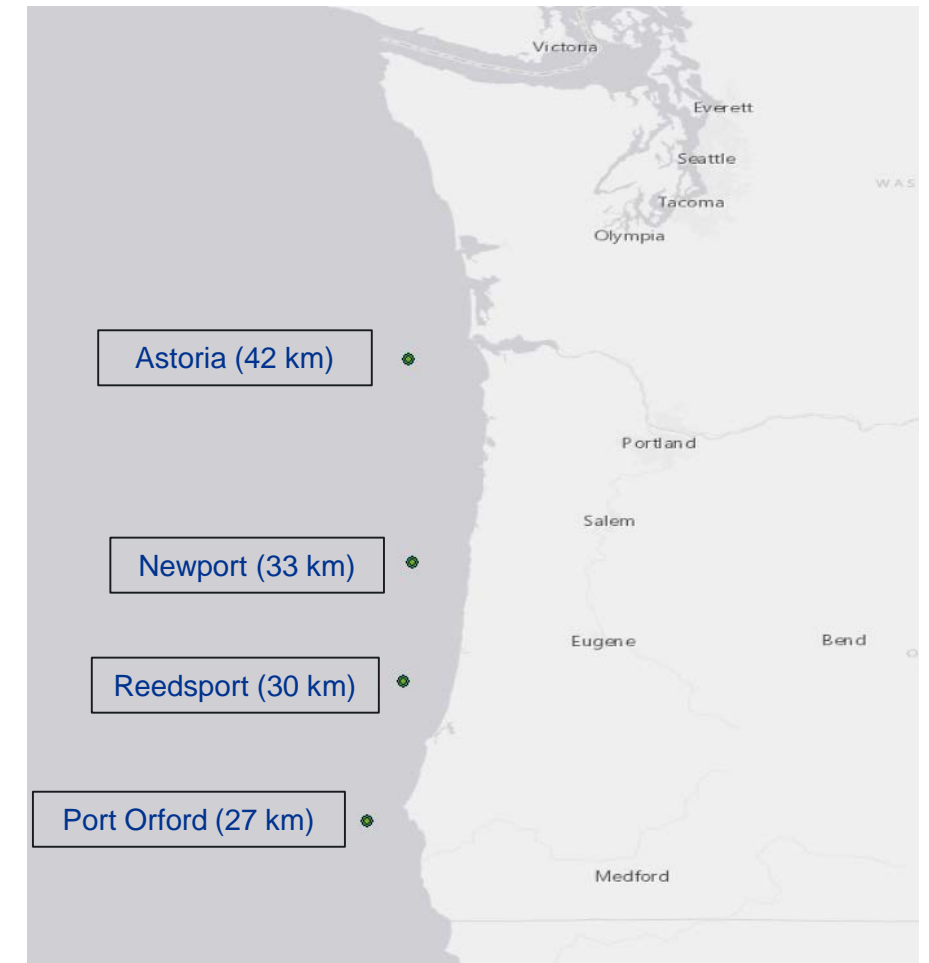 Victoria
Everett
Seattle
WAS
Tacoma
Olympia
Astoria (42 km)
Portland
Salem
Newport (33 km)
Eugene
Bend
O
Reedsport (30 km)
Port Orford (27 km)
Medford